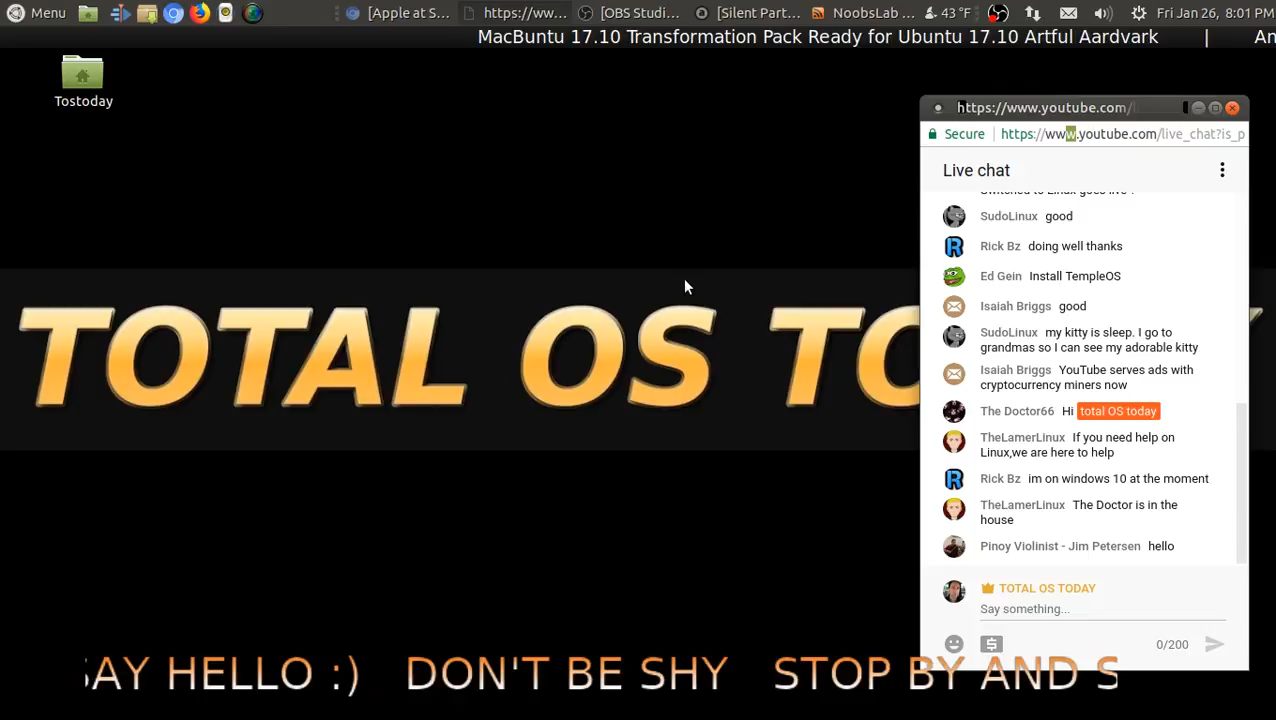 Menu [Apple at S... https://ww... [OBS Studi... [Silent Part... NoobsLab ... 43 °F Fri Jan 26, 8:01 PM
MacBuntu 17.10 Transformation Pack Ready for Ubuntu 17.10 Artful Aardvark | An
Tostoday
https://www.youtube.com/
Secure https://www.youtube.com/live_chat?is_p
Live chat
Switched to Linux goes live
SudoLinux good
Rick Bz doing well thanks
Ed Gein Install TempleOS
Isaiah Briggs good
SudoLinux my kitty is sleep. I go to
grandmas so I can see my adorable kitty
Isaiah Briggs YouTube serves ads with
cryptocurrency miners now
The Doctor66 Hi total OS today
TheLamerLinux If you need help on
Linux,we are here to help
Rick Bz im on windows 10 at the moment
TheLamerLinux The Doctor is in the
house
Pinoy Violinist - Jim Petersen hello
TOTAL OS TODAY
Say something...
0/200
TOTAL OS TO
SAY HELLO :) DON'T BE SHY STOP BY AND S